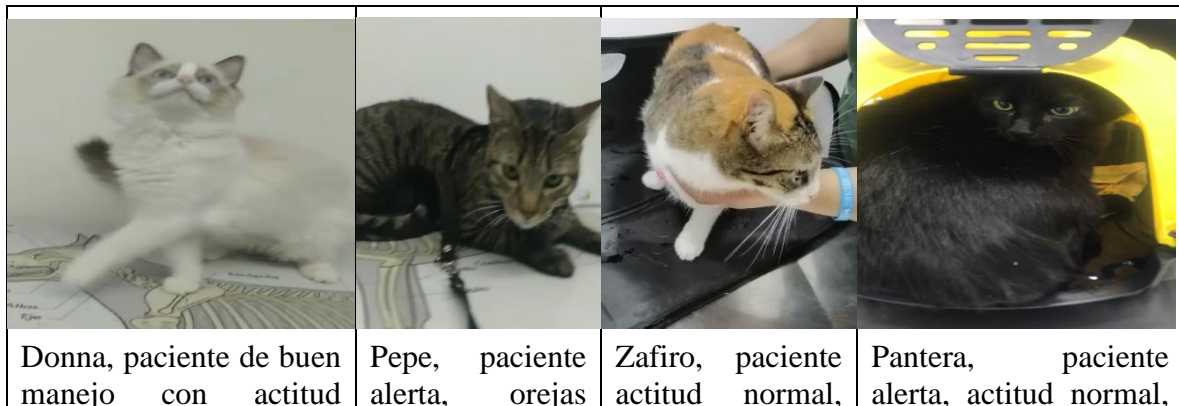 Eje
Donna, paciente de buen
manejo con actitud
Pepe, paciente
alerta, orejas
Zafiro, paciente
actitud normal,
Pantera, paciente
alerta, actitud normal,